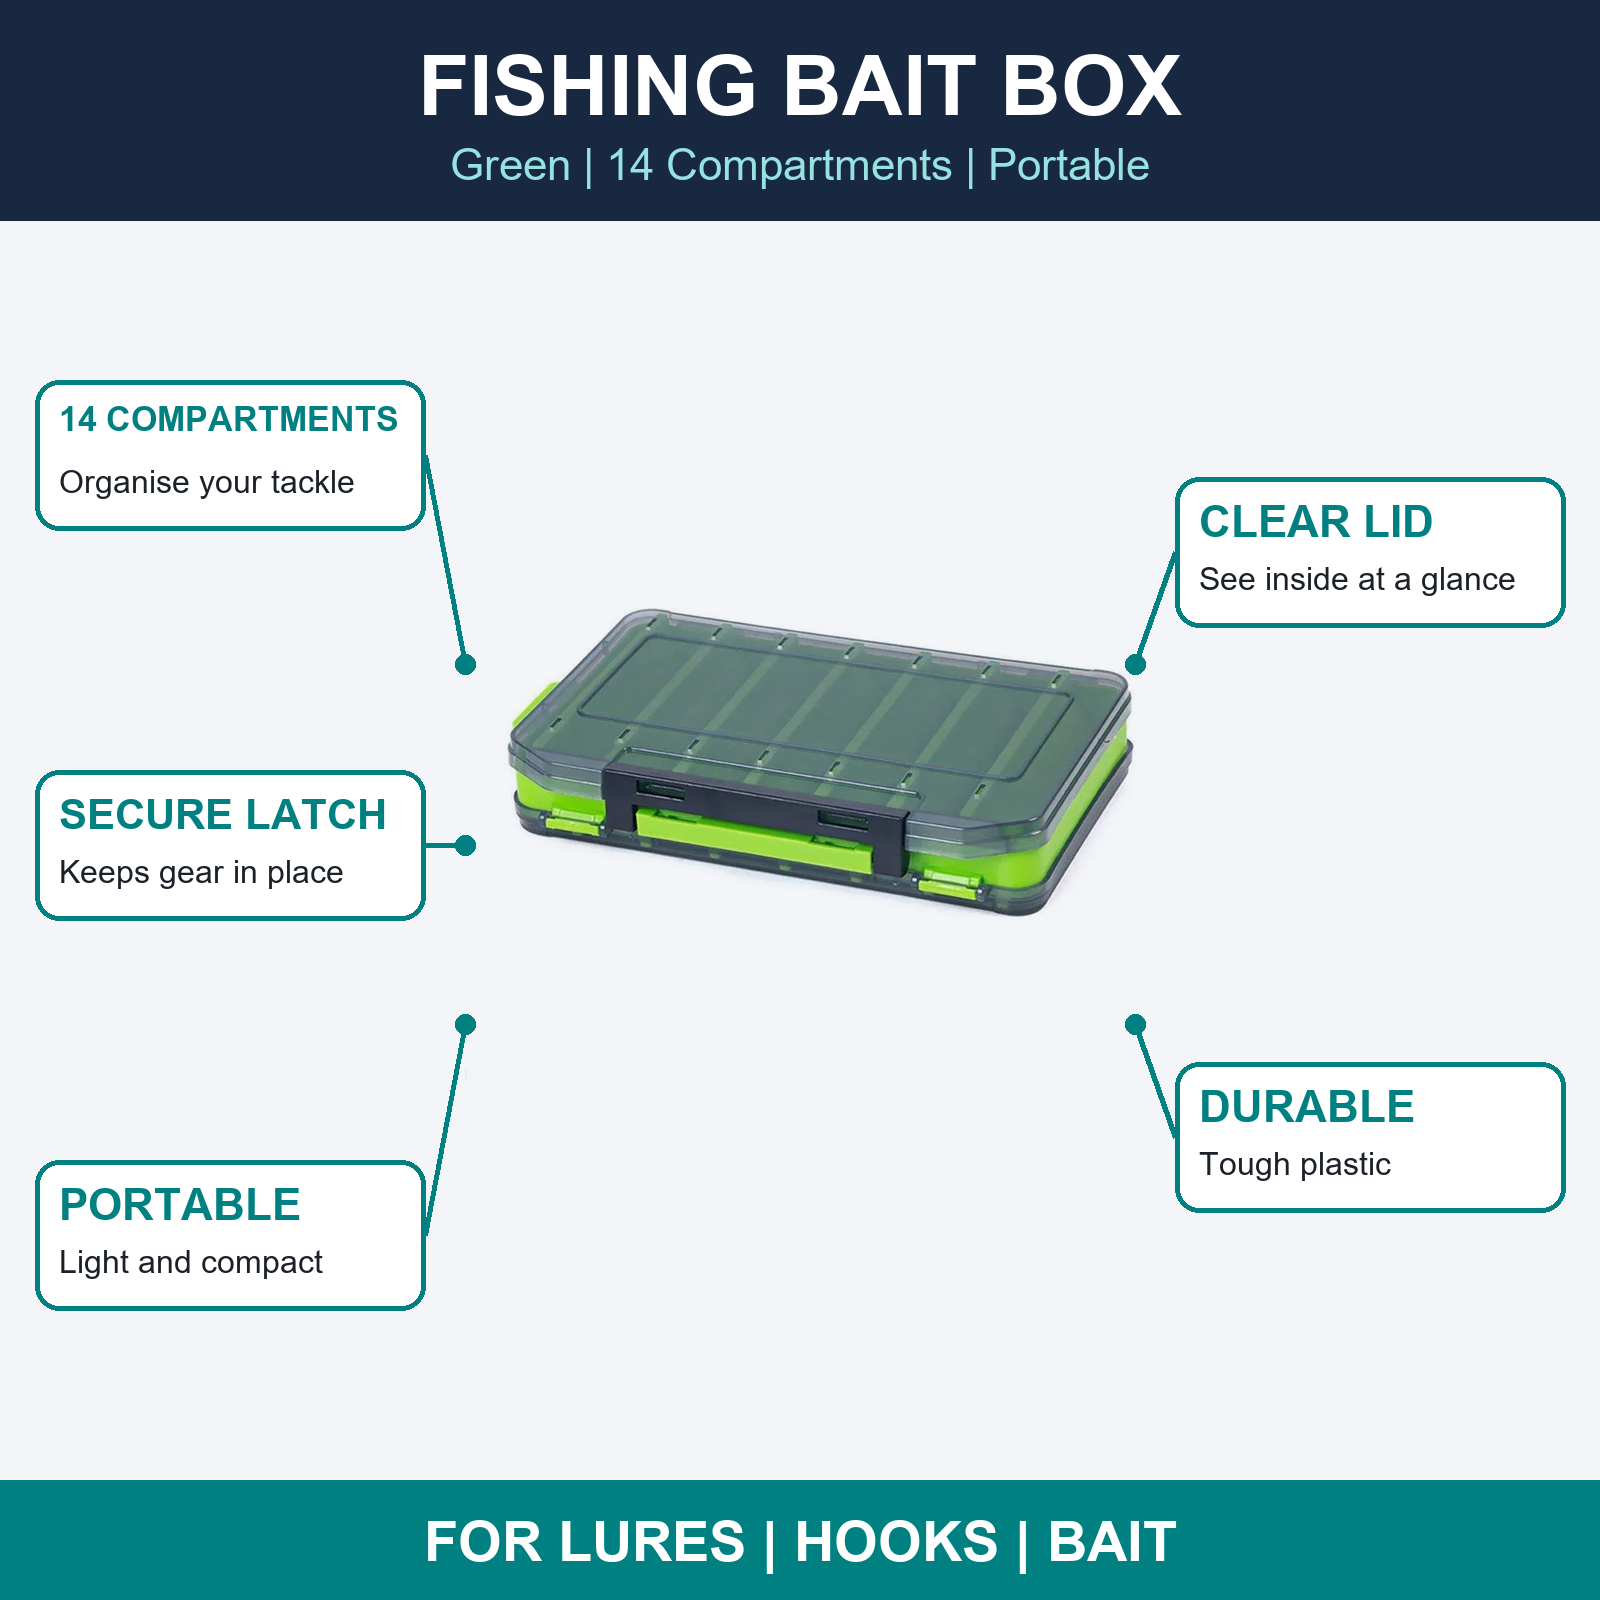 FISHING BAIT BOX
Green | 14 Compartments | Portable
14 COMPARTMENTS
Organise your tackle
CLEAR LID
See inside at a glance
SECURE LATCH
Keeps gear in place
PORTABLE
Light and compact
DURABLE
Tough plastic
FOR LURES | HOOKS | BAIT